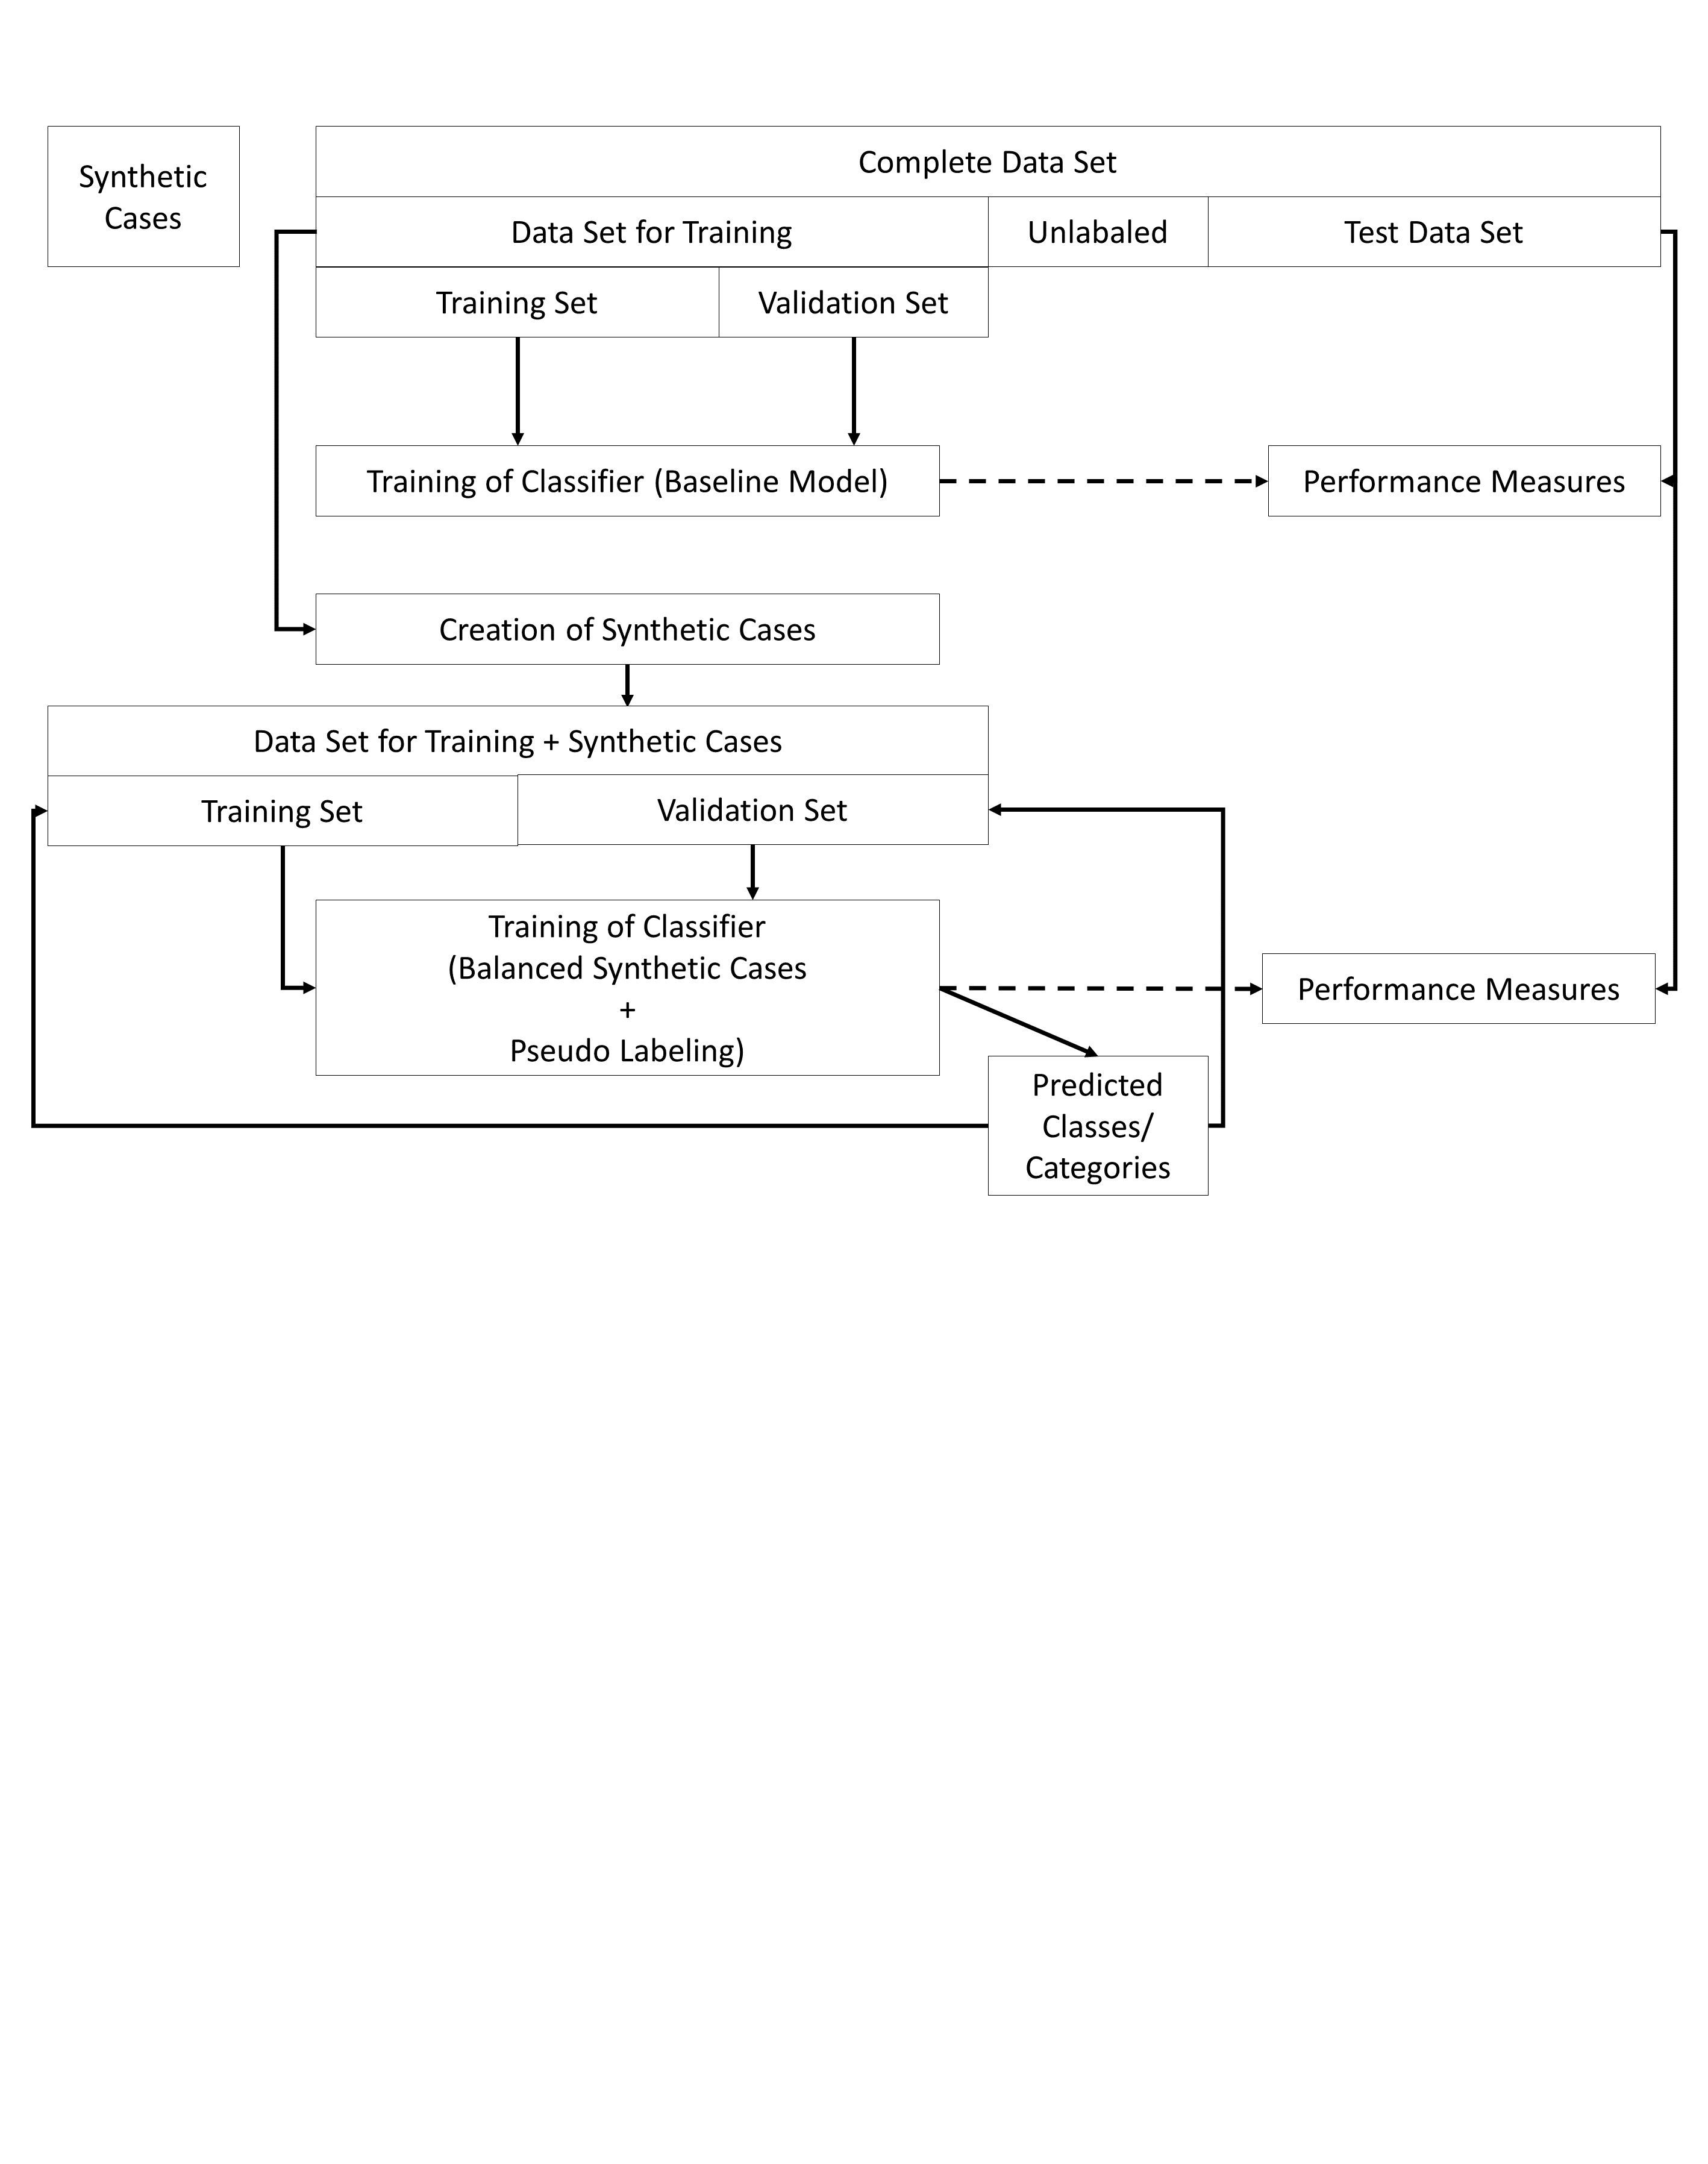 Synthetic
Cases
Complete Data Set
Data Set for Training
Unlabaled
Test Data Set
Training Set
Validation Set
Training of Classifier (Baseline Model)
Performance Measures
Creation of Synthetic Cases
Data Set for Training + Synthetic Cases
Training Set
Validation Set
Training of Classifier
(Balanced Synthetic Cases
+
Pseudo Labeling)
Performance Measures
Predicted
Classes/
Categories